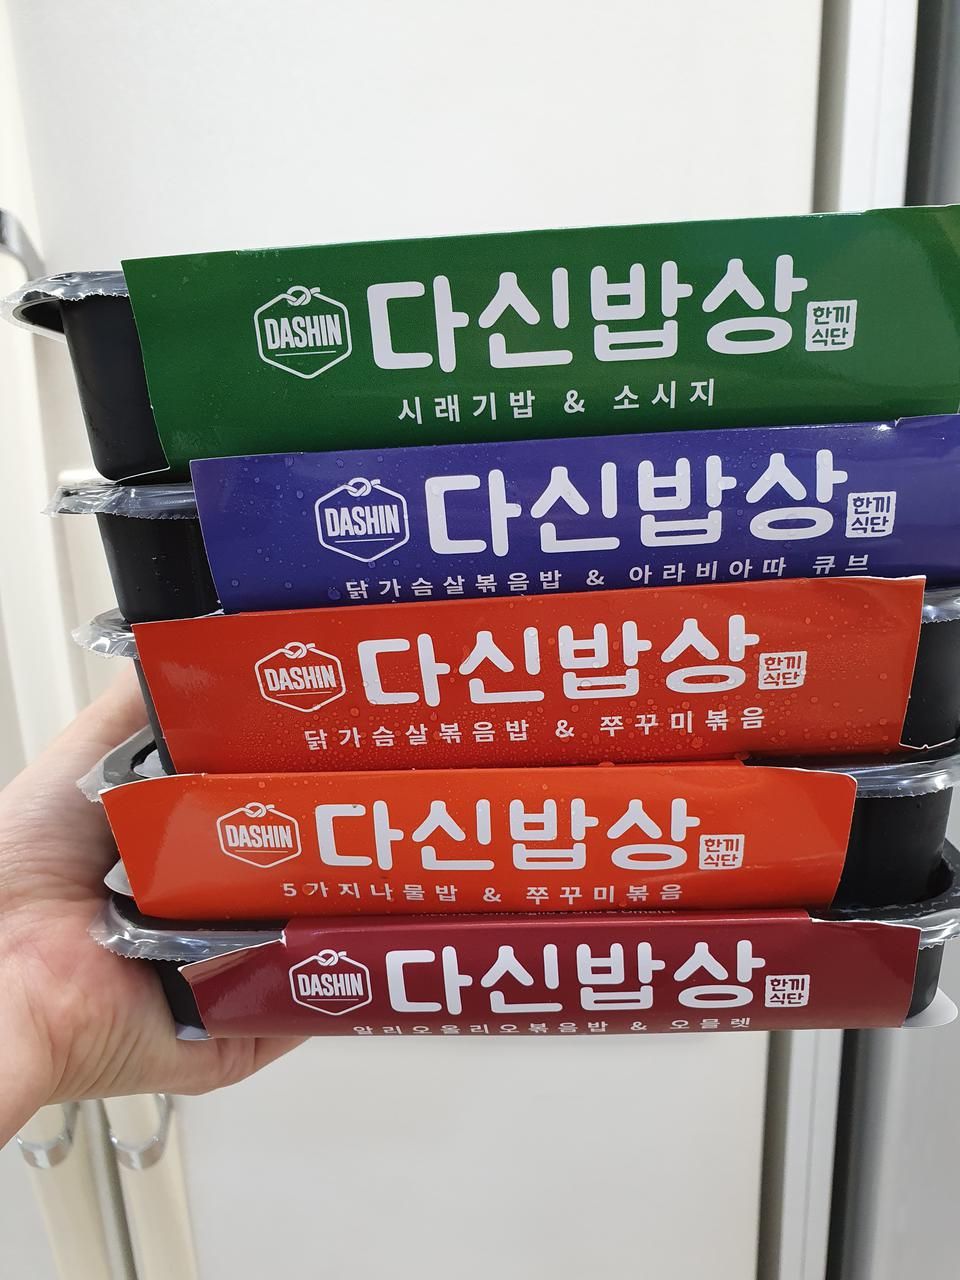 DASHIN 다신밥상 한끼
식단
시래기밥 & 소시지
DASHIN 다신밥상 한끼
식단
닭가슴살볶음밥 & 아라비아따 큐브
DASHIN 다신밥상 한끼
식단
닭가슴살볶음밥 & 쭈꾸미볶음
DASHIN 다신밥상 한끼
식단
5가지나물밥 & 쭈꾸미볶음
DASHIN 다신밥상 한끼
식단
알리오올리오볶음밥 & 오믈렛